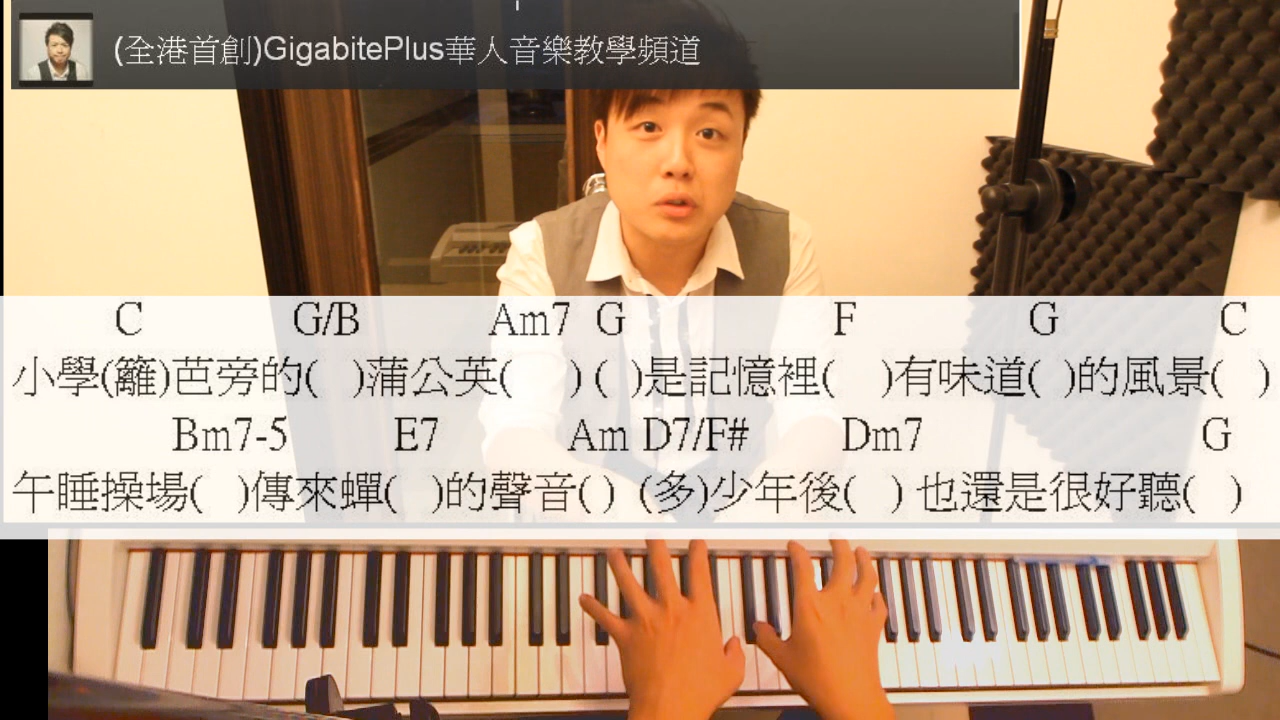 (全港首創)GigabitePlus華人音樂教學頻道
C G/B Am7 G F G C
小學(籬)芭旁的( )蒲公英( ) ( )是記憶裡( )有味道( )的風景( )
Bm7-5 E7 Am D7/F# Dm7 G
午睡操場( )傳來蟬( )的聲音( ) (多)少年後( ) 也還是很好聽( )